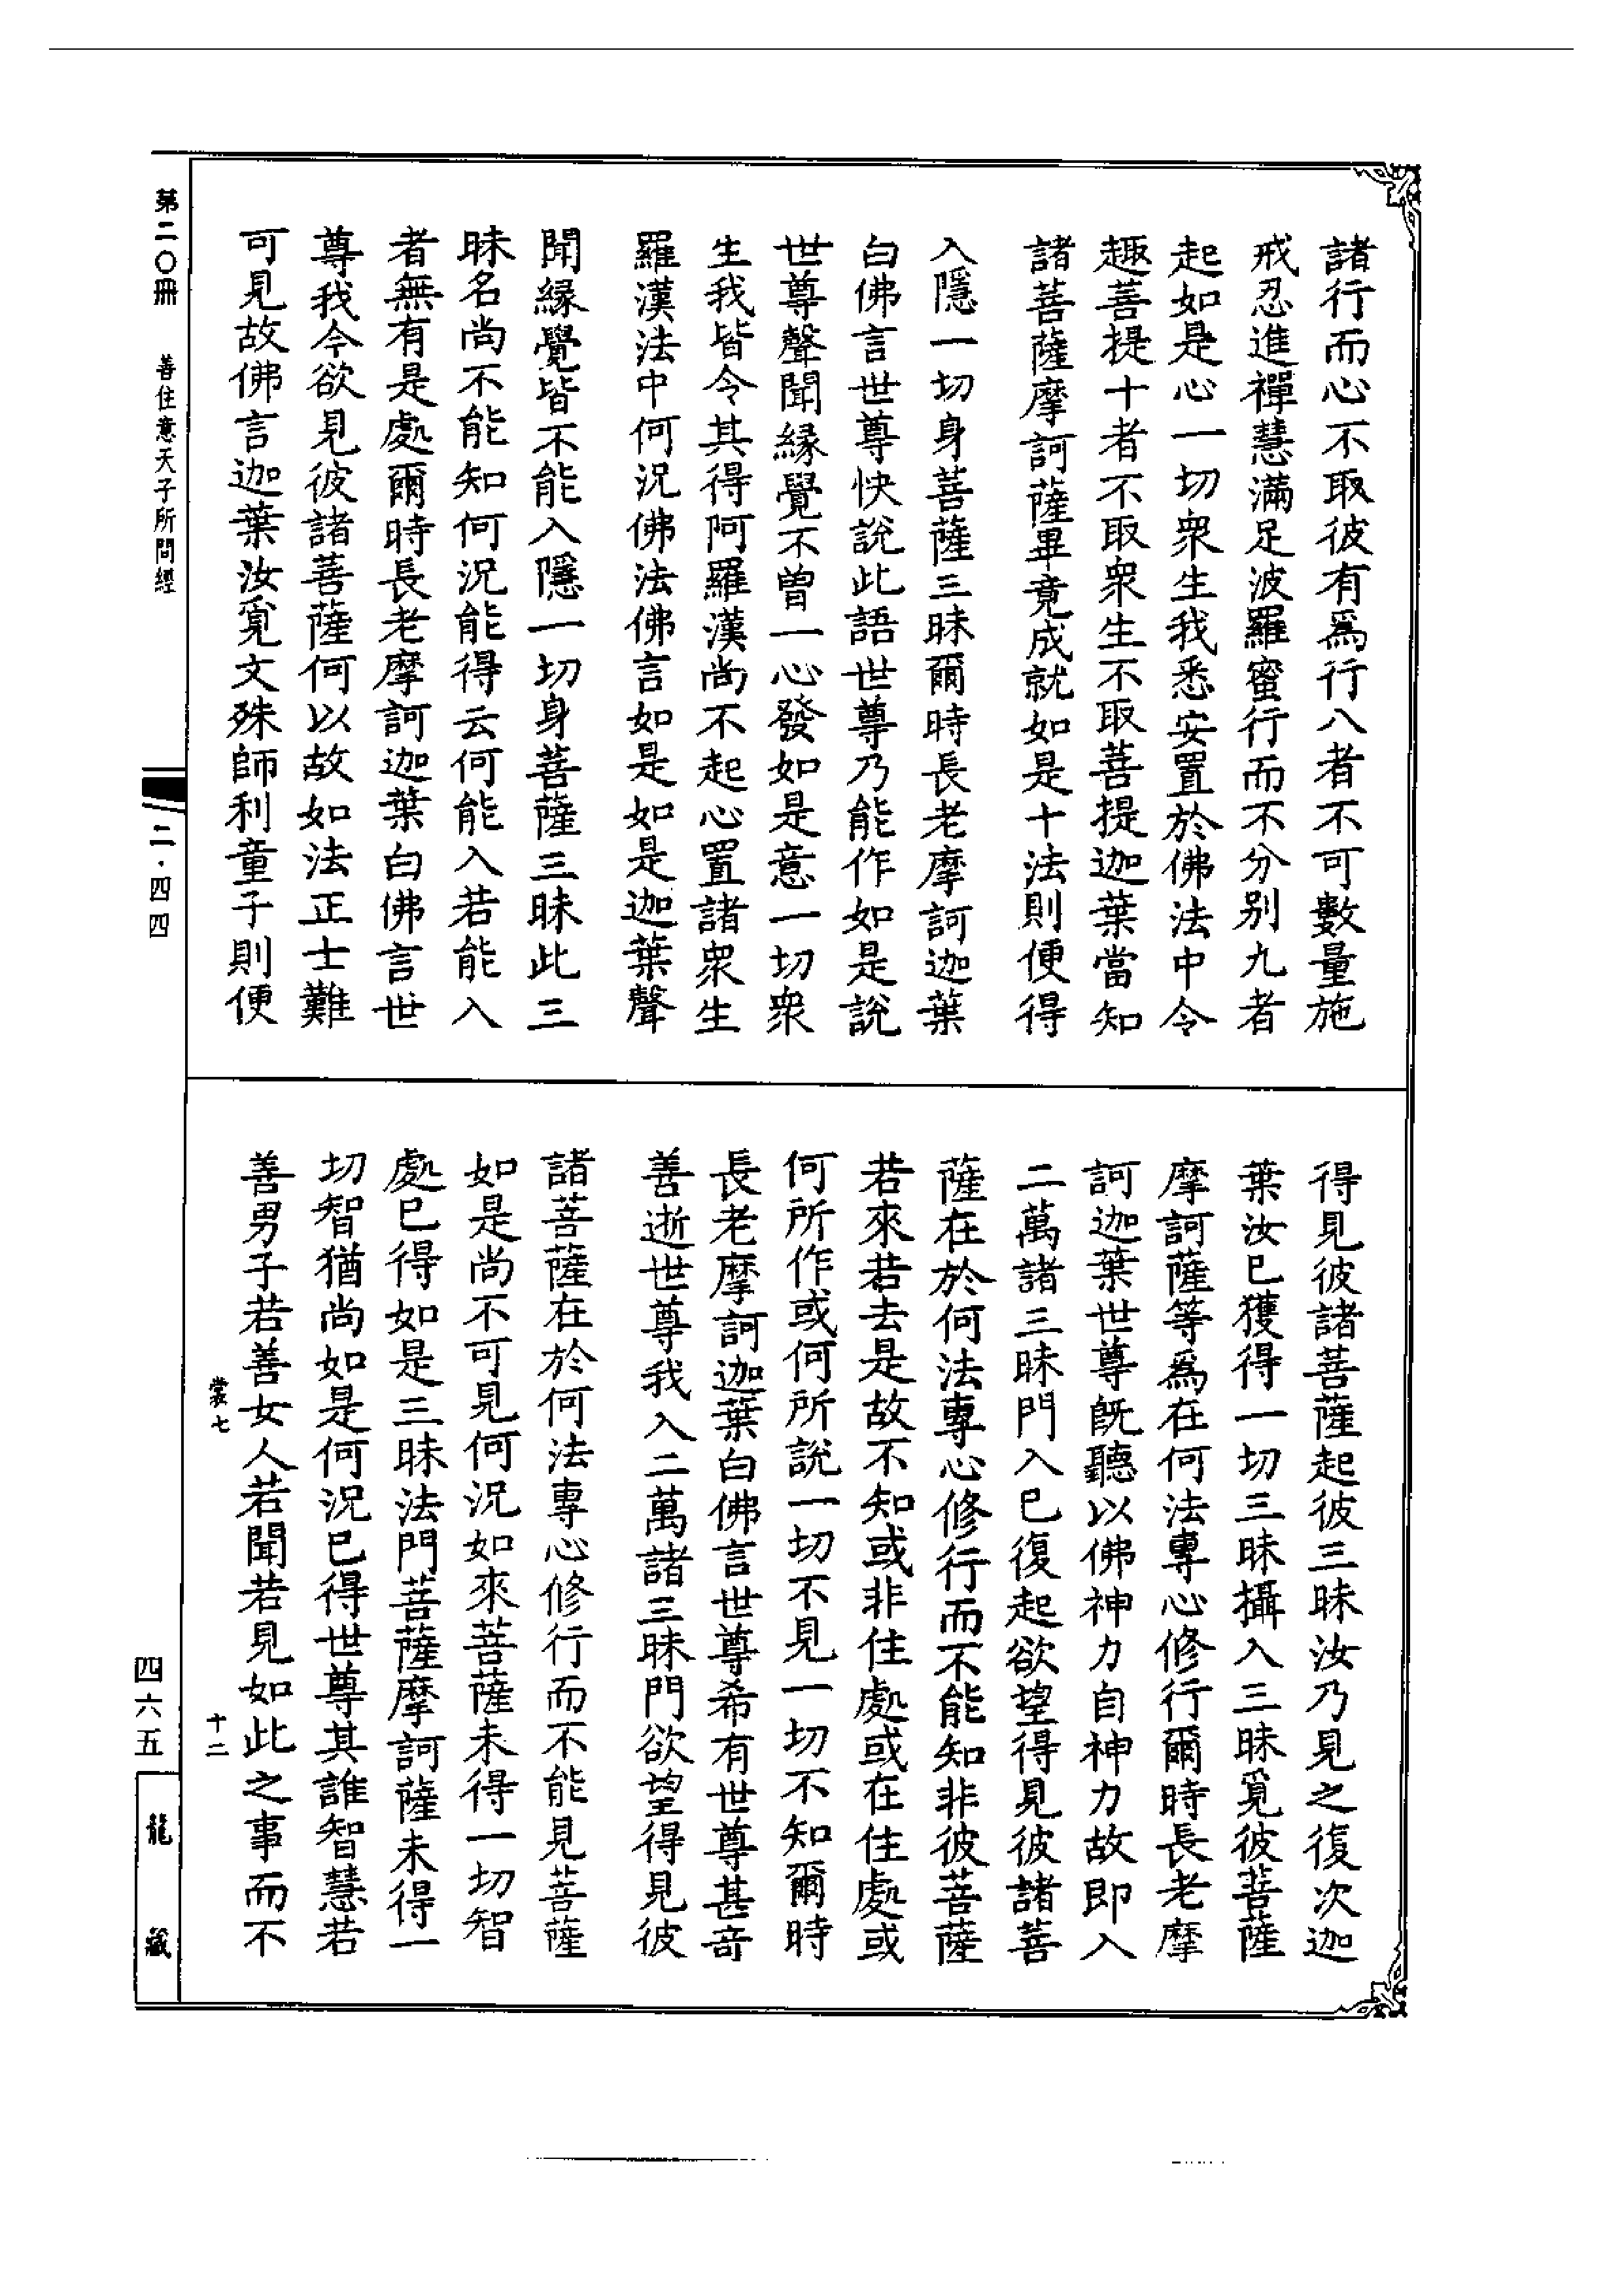 諸行而心不取彼有爲行八者不可數量施
戒忍進禪慧滿足波羅蜜行而不分别九者
起如是心一切衆生我悉安置於佛法中令
趣菩提十者不取衆生不取菩提迦葉當知
諸菩薩摩訶薩畢竟成就如是十法則便得
入隱一切身菩薩三昧爾時長老摩訶迦葉
白佛言世尊快說此語世尊乃能作如是說
世尊聲聞緣覺不曾一心發如是意一切衆
生我皆令其得阿羅漢尚不起心置諸衆生
羅漢法中何況佛法佛言如是如是迦葉聲
聞緣覺皆不能入隱一切身菩薩三昧此三
昧名尚不能知何況能得云何能入若能入
者無有是處爾時長老摩訶迦葉白佛言世
尊我今欲見彼諸菩薩何以故如法正士難
可見故佛言迦葉汝覓文殊師利童子則便
得見彼諸菩薩起彼三昧汝乃見之復次迦
葉汝已獲得一切三昧攝入三昧覓彼菩薩
摩訶薩等爲在何法專心修行爾時長老摩
訶迦葉世尊旣聽以佛神力自神力故即入
二萬諸三昧門入已復起欲望得見彼諸菩
薩在於何法專心修行而不能知非彼菩薩
若來若去是故不知或非住處或在住處或
何所作或何所說一切不見一切不知爾時
長老摩訶迦葉白佛言世尊希有世尊甚奇
善逝世尊我入二萬諸三昧門欲望得見彼
諸菩薩在於何法專心修行而不能見菩薩
如是尚不可見何況如來菩薩未得一切智
處已得如是三昧法門菩薩摩訶薩未得一
切智猶尚如是何況已得世尊其誰智慧若
善男子若善女人若聞若見如此之事而不
裳七 十二
第二〇冊 善住意天子所問經 二·四四 四六五
龍藏